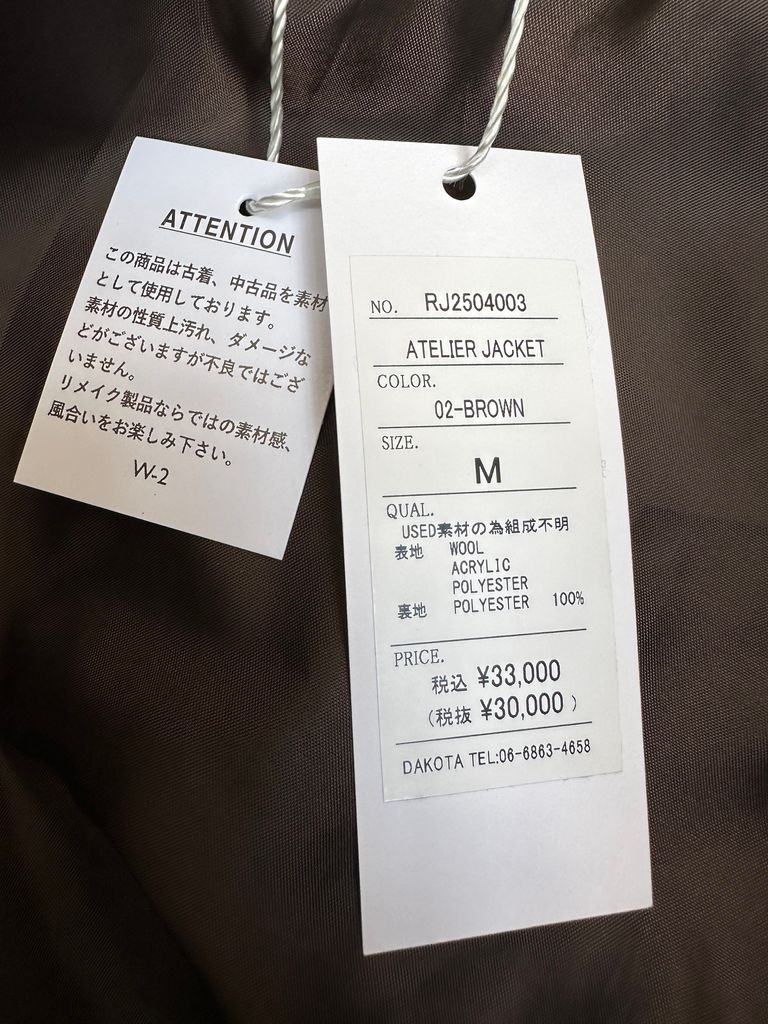 ATTENTION
この商品は古着、中古品を素材
として使用しております。
素材の性質上汚れ、ダメージな
どがございますが不良ではござ
いません。
リメイク製品ならではの素材感、
風合いをお楽しみ下さい。
W-2
NO. RJ2504003
ATELIER JACKET
COLOR.
02-BROWN
SIZE.
M
QUAL.
USED素材の為組成不明
表地 WOOL
ACRYLIC
POLYESTER
裏地 POLYESTER 100%
PRICE.
税込 ¥33,000
(税抜 ¥30,000 )
DAKOTA TEL:06-6863-4658